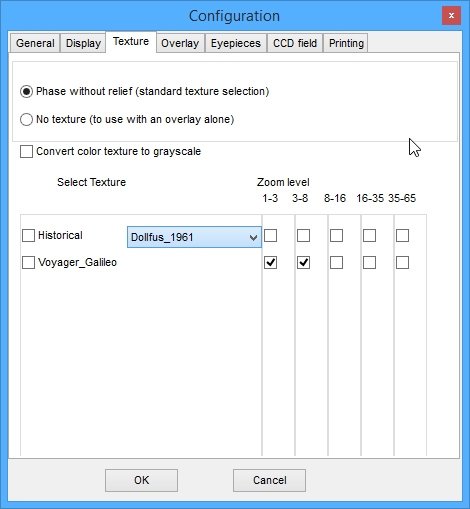 Configuration
x
General Display Texture Overlay Eyepieces CCD field Printing
Phase without relief (standard texture selection)
No texture (to use with an overlay alone)
Convert color texture to grayscale
Select Texture Zoom level
1-3 3-8 8-16 16-35 35-65
Historical Dollfus_1961
Voyager_Galileo
OK Cancel